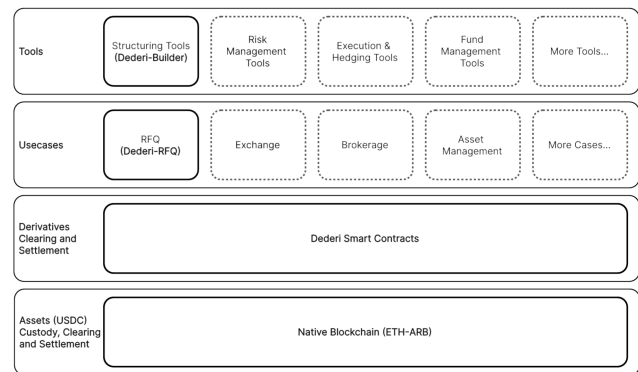 Tools
Structuring Tools
(Dederi-Builder)
Risk
Management
Tools
Execution &
Hedging Tools
Fund
Management
Tools
More Tools...
Usecases
RFQ
(Dederi-RFQ)
Exchange
Brokerage
Asset
Management
More Cases...
Derivatives
Clearing and
Settlement
Dederi Smart Contracts
Assets (USDC)
Custody, Clearing
and Settlement
Native Blockchain (ETH-ARB)